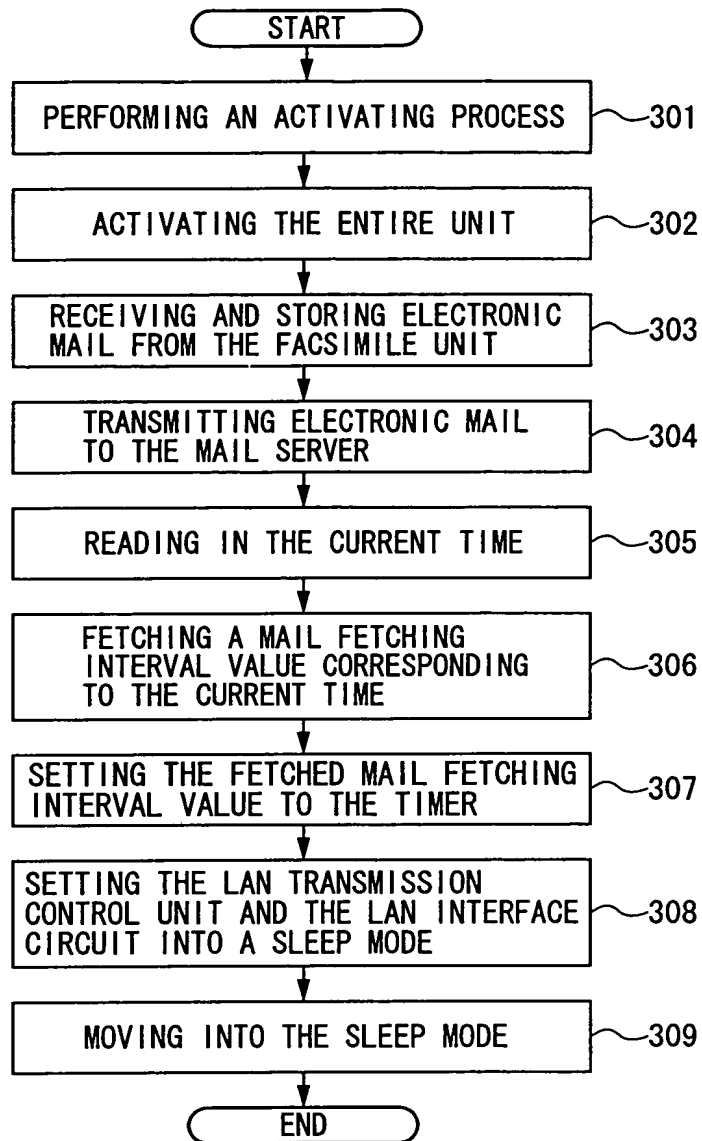 START
PERFORMING AN ACTIVATING PROCESS 301
ACTIVATING THE ENTIRE UNIT 302
RECEIVING AND STORING ELECTRONIC
MAIL FROM THE FACSIMILE UNIT 303
TRANSMITTING ELECTRONIC MAIL
TO THE MAIL SERVER 304
READING IN THE CURRENT TIME 305
FETCHING A MAIL FETCHING
INTERVAL VALUE CORRESPONDING 306
TO THE CURRENT TIME
SETTING THE FETCHED MAIL FETCHING
INTERVAL VALUE TO THE TIMER 307
SETTING THE LAN TRANSMISSION
CONTROL UNIT AND THE LAN INTERFACE 308
CIRCUIT INTO A SLEEP MODE
MOVING INTO THE SLEEP MODE 309
END